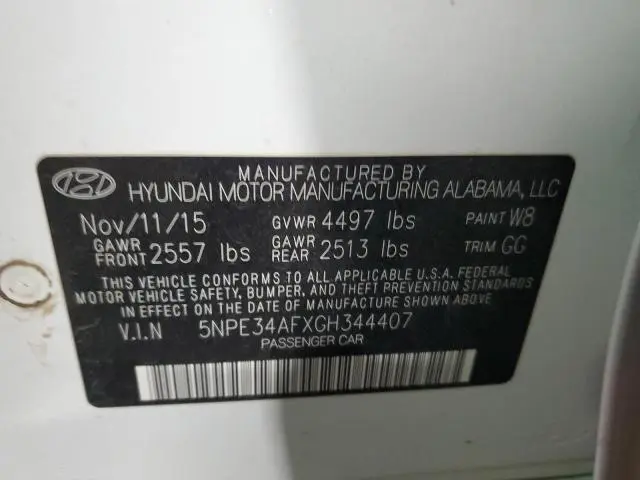 MANUFACTURED BY
HYUNDAI MOTOR MANUFACTURING ALABAMA, LLC
Nov/11/15 GVWR 4497 lbs PAINT W8
GAWR FRONT 2557 lbs GAWR REAR 2513 lbs TRIM GG
THIS VEHICLE CONFORMS TO ALL APPLICABLE U.S.A. FEDERAL
MOTOR VEHICLE SAFETY, BUMPER, AND THEFT PREVENTION STANDARDS
IN EFFECT ON THE DATE OF MANUFACTURE SHOWN ABOVE.
V.I.N 5NPE34AFXGH344407
PASSENGER CAR